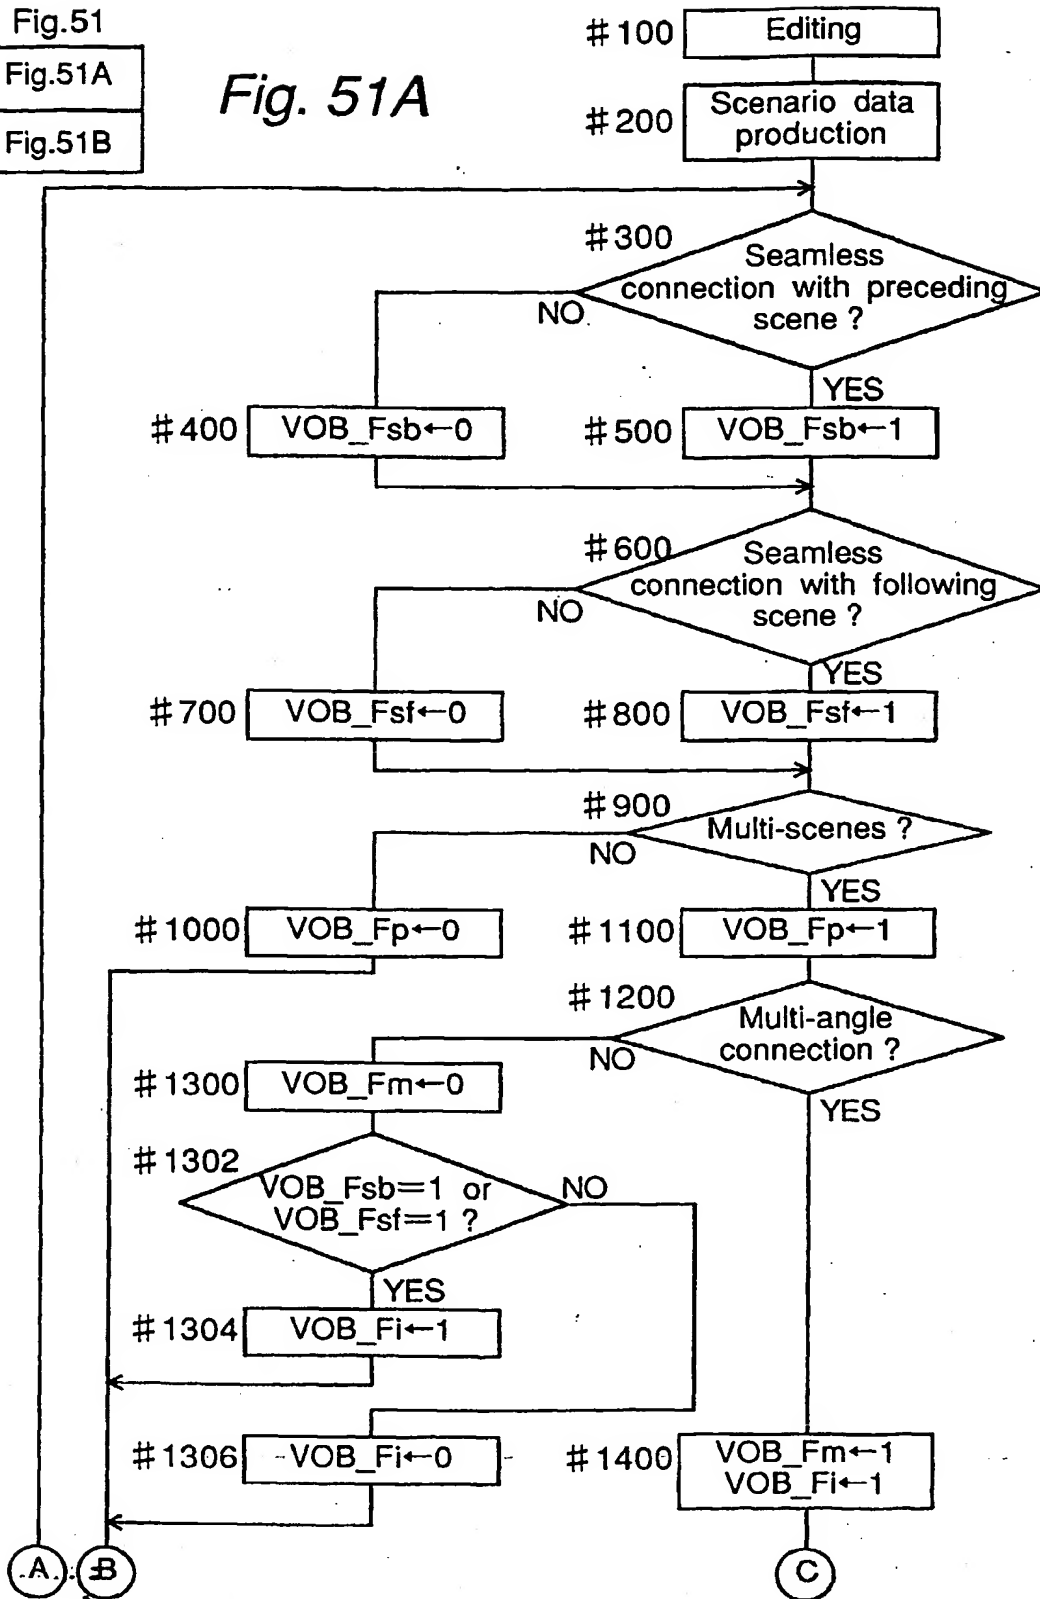 Fig.51
Fig.51A
Fig.51B
Fig. 51A
#100
Editing
#200
Scenario data
production
#300
Seamless
connection with preceding
scene ?
NO
YES
#400
VOB_Fsb←0
#500
VOB_Fsb←1
#600
Seamless
connection with following
scene ?
NO
YES
#700
VOB_Fsf←0
#800
VOB_Fsf←1
#900
Multi-scenes ?
NO
YES
#1000
VOB_Fp←0
#1100
VOB_Fp←1
#1200
Multi-angle
connection ?
NO
YES
#1300
VOB_Fm←0
#1302
VOB_Fsb=1 or
VOB_Fsf=1 ?
NO
YES
#1304
VOB_Fi←1
#1306
VOB_Fi←0
#1400
VOB_Fm←1
VOB_Fi←1
A
B
C